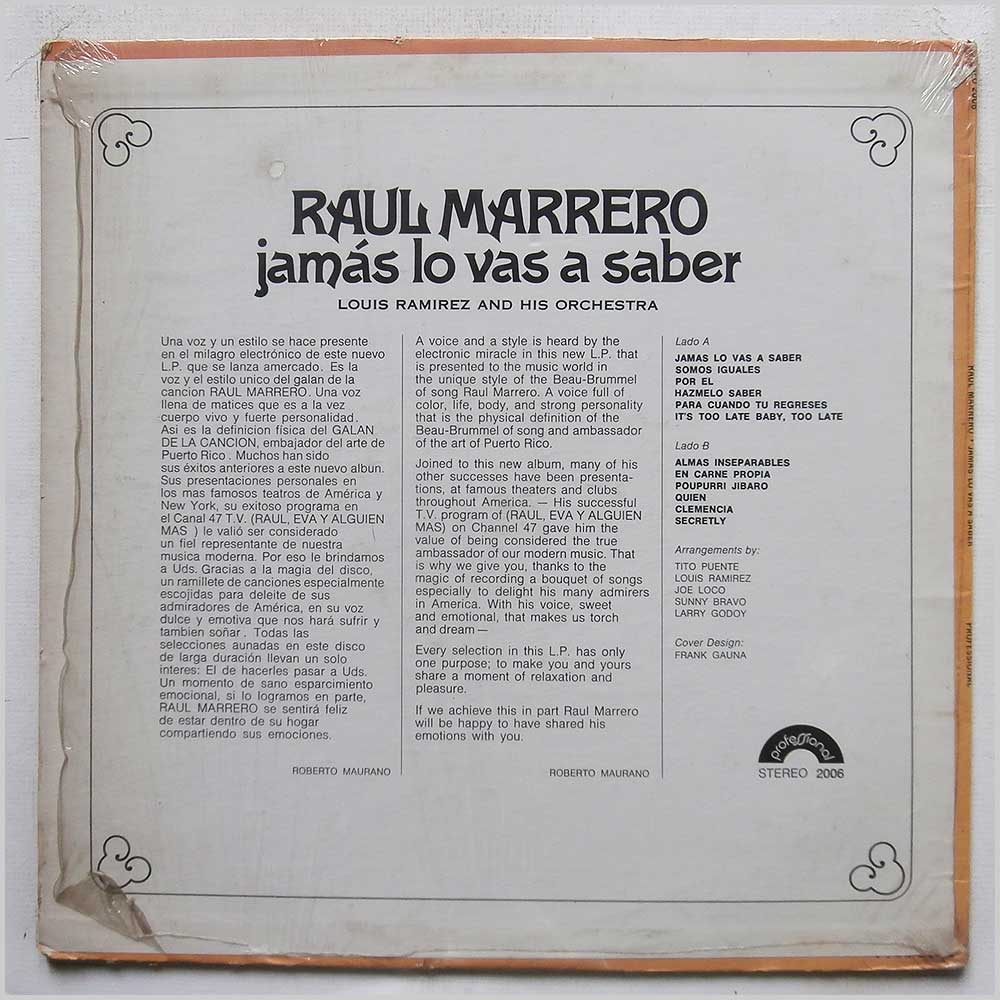 RAUL MARRERO
jamás lo vas a saber
LOUIS RAMIREZ AND HIS ORCHESTRA
Una voz y un estilo se hace presente
en el milagro electrónico de este nuevo
L.P. que se lanza amercado. Es la
voz y el estilo unico del galan de la
cancion RAUL MARRERO. Una voz
llena de matices que es a la vez
cuerpo vivo y fuerte personalidad.
Asi es la definicion física del GALAN
DE LA CANCION, embajador del arte de
Puerto Rico. Muchos han sido
sus éxitos anteriores a este nuevo albun.
Sus presentaciones personales en
los mas famosos teatros de América y
New York, su exitoso programa en
el Canal 47 T.V. (RAUL, EVA Y ALGUIEN
MAS ) le valió ser considerado
un fiel representante de nuestra
musica moderna. Por eso le brindamos
a Uds. Gracias a la magia del disco,
un ramillete de canciones especialmente
escojidas para deleite de sus
admiradores de América, en su voz
dulce y emotiva que nos hará sufrir y
tambien soñar. Todas las
selecciones aunadas en este disco
de larga duración llevan un solo
interes: El de hacerles pasar a Uds.
Un momento de sano esparcimiento
emocional, si lo logramos en parte,
RAUL MARRERO se sentirá feliz
de estar dentro de su hogar
compartiendo sus emociones.
ROBERTO MAURANO
A voice and a style is heard by the
electronic miracle in this new L.P. that
is presented to the music world in
the unique style of the Beau-Brummel
of song Raul Marrero. A voice full of
color, life, body, and strong personality
that is the physical definition of the
Beau-Brummel of song and ambassador
of the art of Puerto Rico.
Joined to this new album, many of his
other successes have been presenta-
tions, at famous theaters and clubs
throughout America. — His successful
T.V. program of (RAUL, EVA Y ALGUIEN
MAS) on Channel 47 gave him the
value of being considered the true
ambassador of our modern music. That
is why we give you, thanks to the
magic of recording a bouquet of songs
especially to delight his many admirers
in America. With his voice, sweet
and emotional, that makes us torch
and dream —
Every selection in this L.P. has only
one purpose; to make you and yours
share a moment of relaxation and
pleasure.
If we achieve this in part Raul Marrero
will be happy to have shared his
emotions with you.
ROBERTO MAURANO
Lado A
JAMAS LO VAS A SABER
SOMOS IGUALES
POR EL
HAZMELO SABER
PARA CUANDO TU REGRESES
IT'S TOO LATE BABY, TOO LATE
Lado B
ALMAS INSEPARABLES
EN CARNE PROPIA
POUPURRI JIBARO
QUIEN
CLEMENCIA
SECRETLY
Arrangements by:
TITO PUENTE
LOUIS RAMIREZ
JOE LOCO
SUNNY BRAVO
LARRY GODOY
Cover Design:
FRANK GAUNA
professional
STEREO 2006
RAUL MARRERO • JAMAS LO VAS A SABER
PROFESSIONAL